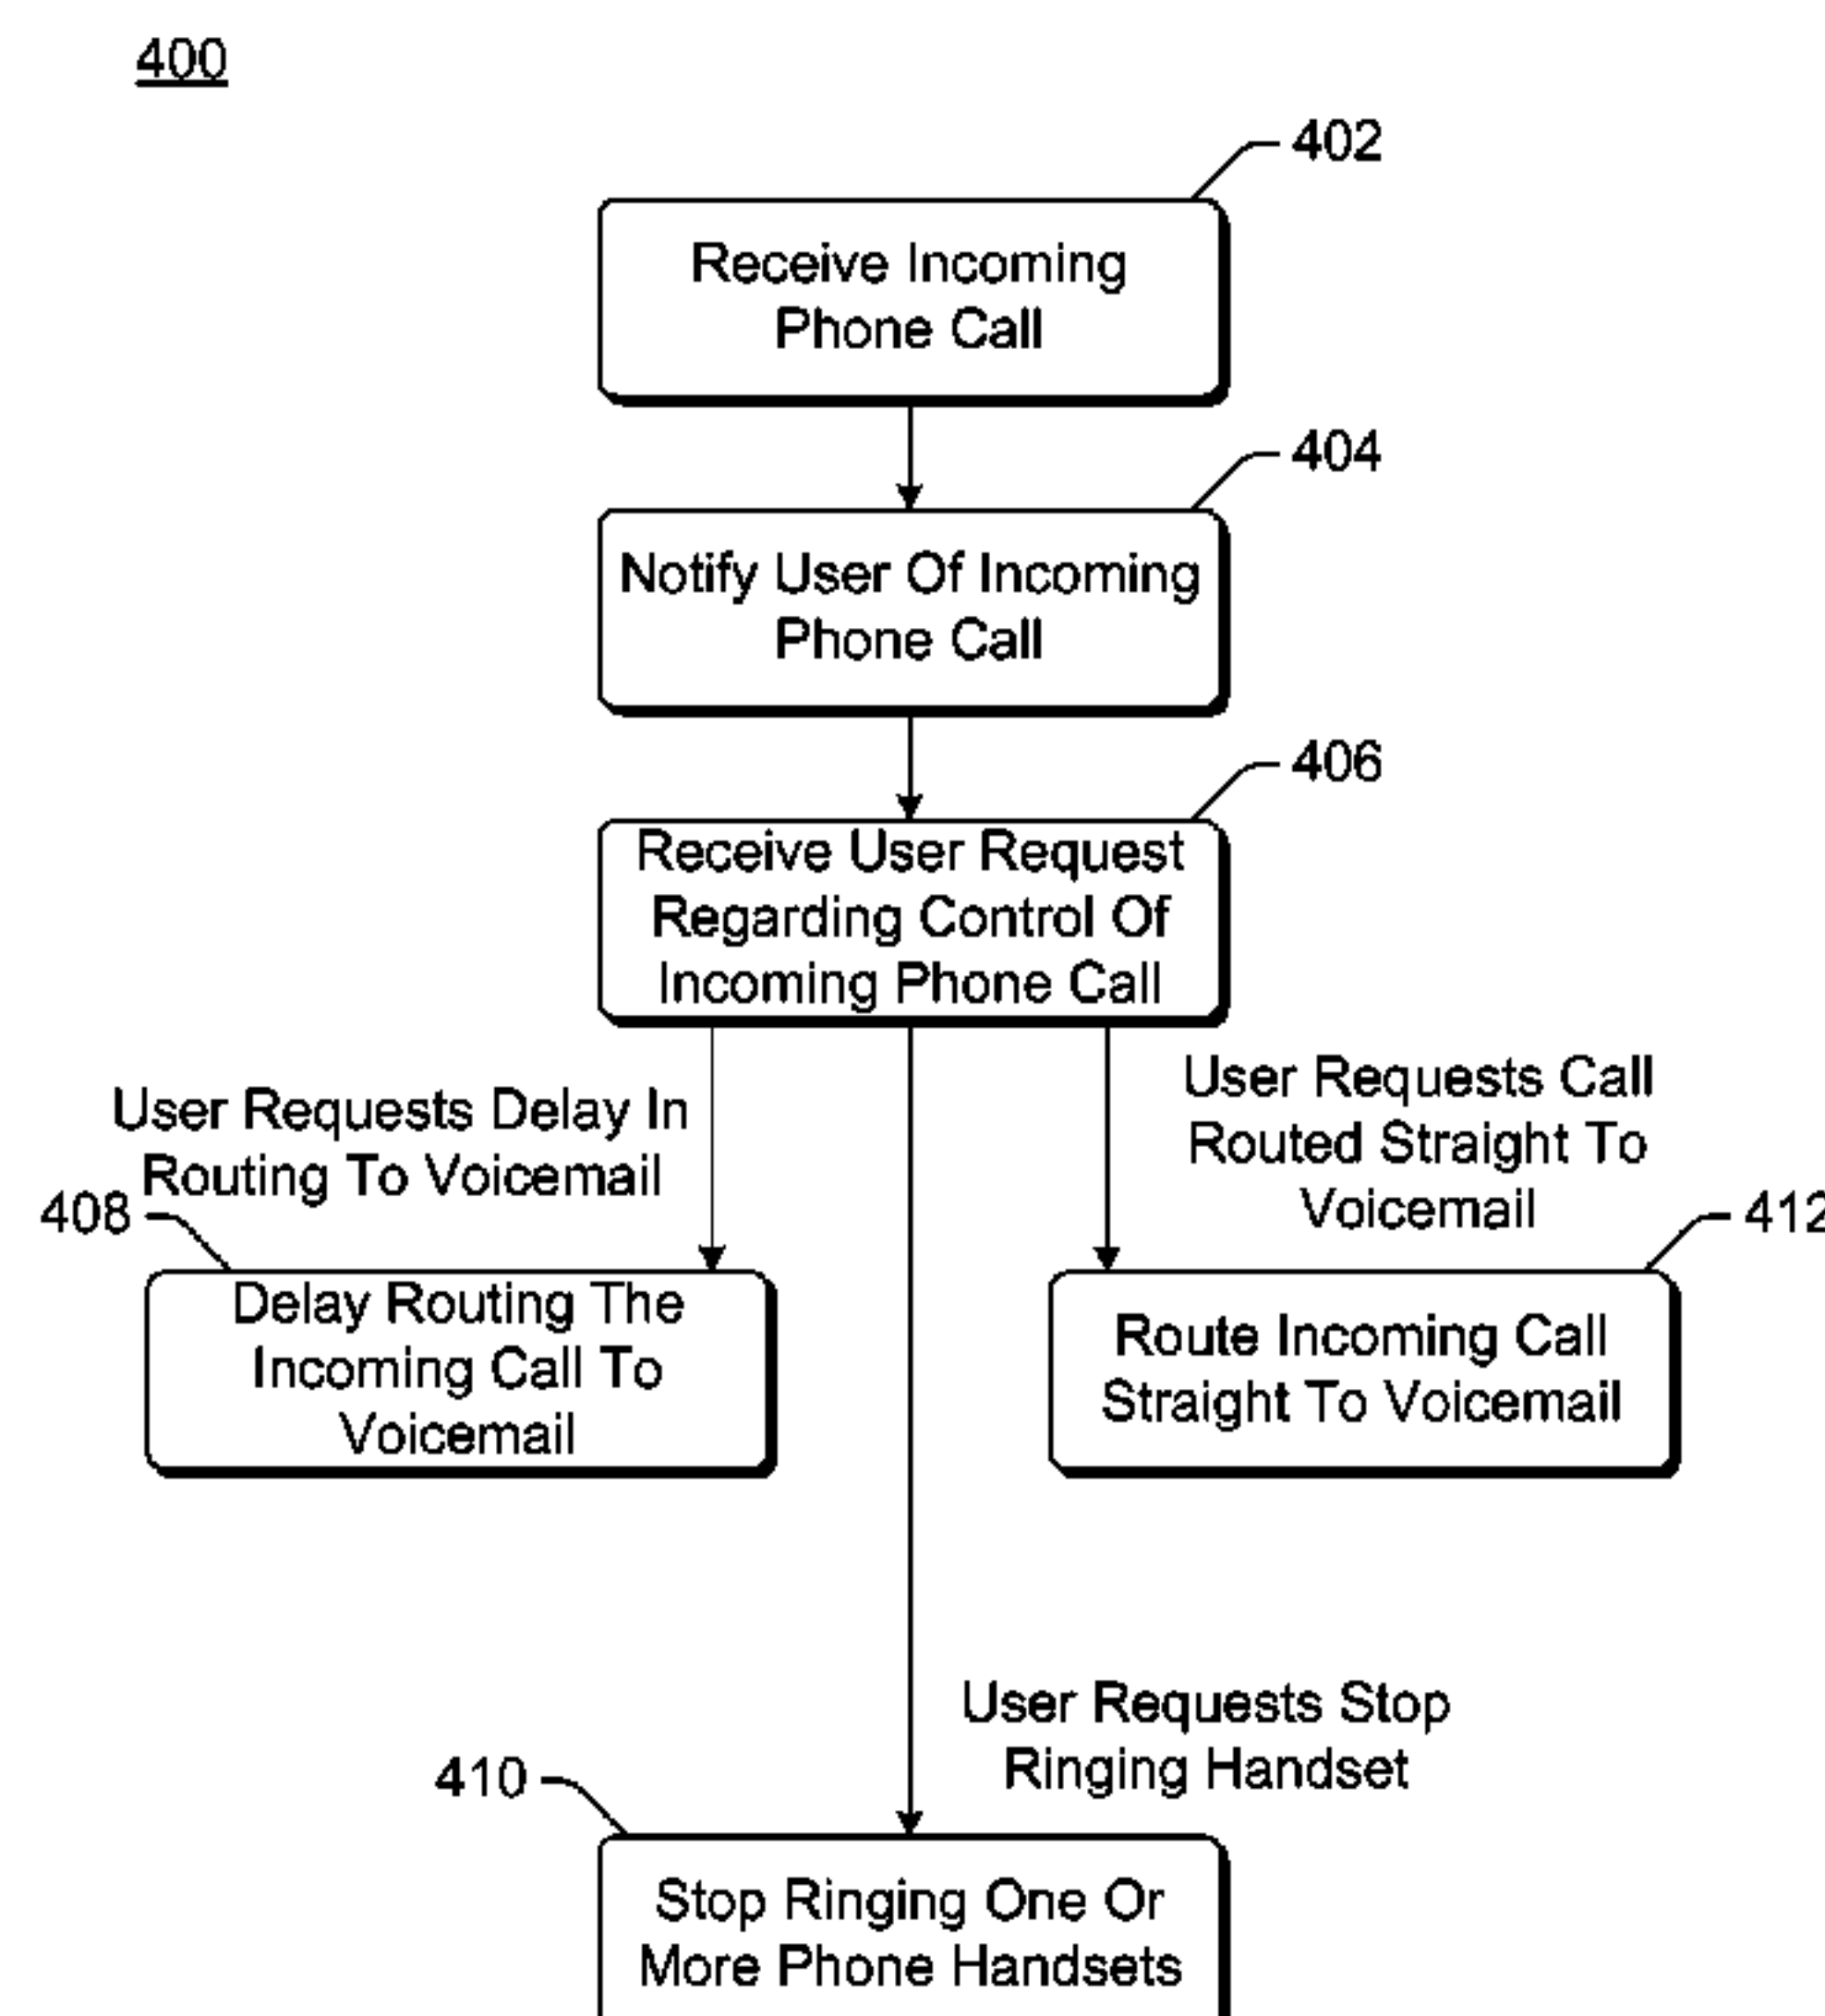 400
402
Receive Incoming
Phone Call
404
Notify User Of Incoming
Phone Call
406
Receive User Request
Regarding Control Of
Incoming Phone Call
User Requests Delay In
Routing To Voicemail
User Requests Call
Routed Straight To
Voicemail
408
412
Delay Routing The
Incoming Call To
Voicemail
Route Incoming Call
Straight To Voicemail
User Requests Stop
Ringing Handset
410
Stop Ringing One Or
More Phone Handsets